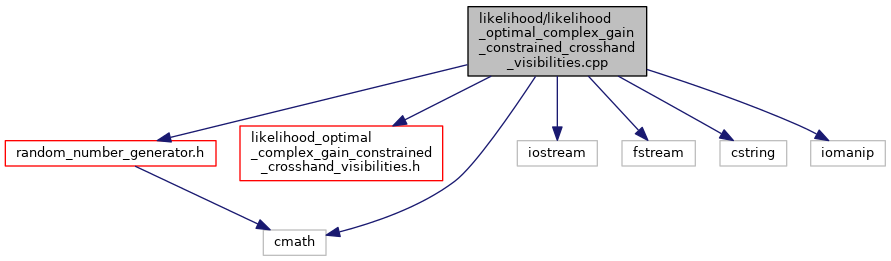 likelihood/likelihood
_optimal_complex_gain
_constrained_crosshand
_visibilities.cpp
random_number_generator.h
likelihood_optimal
_complex_gain_constrained
_crosshand_visibilities.h
iostream
fstream
cstring
iomanip
cmath